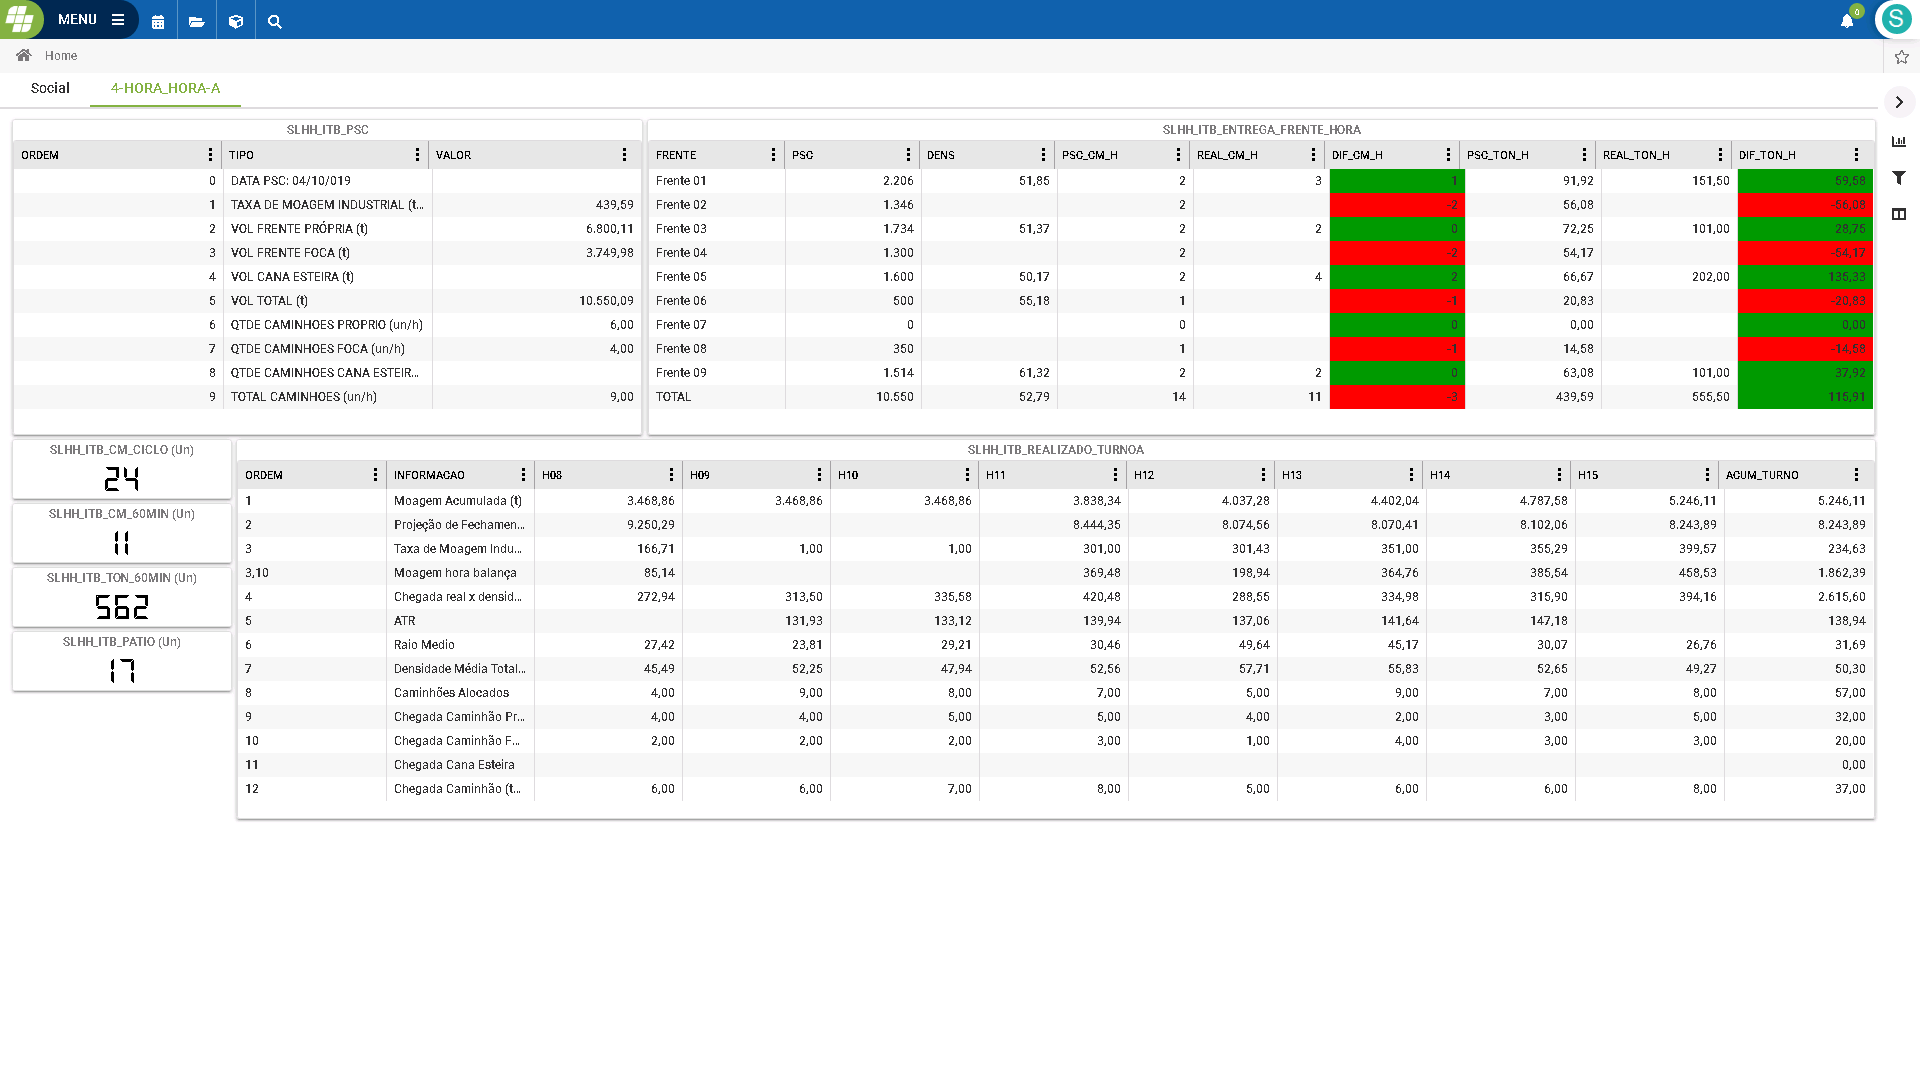 MENU
0
S
Home
Social
4-HORA_HORA-A
SLHH_ITB_PSC
ORDEM TIPO VALOR
0 DATA PSC: 04/10/019
1 TAXA DE MOAGEM INDUSTRIAL (t... 439,59
2 VOL FRENTE PRÓPRIA (t) 6.800,11
3 VOL FRENTE FOCA (t) 3.749,98
4 VOL CANA ESTEIRA (t)
5 VOL TOTAL (t) 10.550,09
6 QTDE CAMINHOES PROPRIO (un/h) 6,00
7 QTDE CAMINHOES FOCA (un/h) 4,00
8 QTDE CAMINHOES CANA ESTEIR...
9 TOTAL CAMINHOES (un/h) 9,00
SLHH_ITB_ENTREGA_FRENTE_HORA
FRENTE PSC DENS PSC_CM_H REAL_CM_H DIF_CM_H PSC_TON_H REAL_TON_H DIF_TON_H
Frente 01 2.206 51,85 2 3 1 91,92 151,50 59,58
Frente 02 1.346 2 -2 56,08 -56,08
Frente 03 1.734 51,37 2 2 0 72,25 101,00 28,75
Frente 04 1.300 2 -2 54,17 -54,17
Frente 05 1.600 50,17 2 4 2 66,67 202,00 135,33
Frente 06 500 55,18 1 -1 20,83 -20,83
Frente 07 0 0 0 0,00 0,00
Frente 08 350 1 -1 14,58 -14,58
Frente 09 1.514 61,32 2 2 0 63,08 101,00 37,92
TOTAL 10.550 52,79 14 11 -3 439,59 555,50 115,91
SLHH_ITB_CM_CICLO (Un)
24
SLHH_ITB_CM_60MIN (Un)
11
SLHH_ITB_TON_60MIN (Un)
562
SLHH_ITB_PATIO (Un)
17
SLHH_ITB_REALIZADO_TURNOA
ORDEM INFORMACAO H08 H09 H10 H11 H12 H13 H14 H15 ACUM_TURNO
1 Moagem Acumulada (t) 3.468,86 3.468,86 3.468,86 3.838,34 4.037,28 4.402,04 4.787,58 5.246,11 5.246,11
2 Projeção de Fechamen... 9.250,29 8.444,35 8.074,56 8.070,41 8.102,06 8.243,89 8.243,89
3 Taxa de Moagem Indu... 166,71 1,00 1,00 301,00 301,43 351,00 355,29 399,57 234,63
3,10 Moagem hora balança 85,14 369,48 198,94 364,76 385,54 458,53 1.862,39
4 Chegada real x densid... 272,94 313,50 335,58 420,48 288,55 334,98 315,90 394,16 2.615,60
5 ATR 131,93 133,12 139,94 137,06 141,64 147,18 138,94
6 Raio Medio 27,42 23,81 29,21 30,46 49,64 45,17 30,07 26,76 31,69
7 Densidade Média Total... 45,49 52,25 47,94 52,56 57,71 55,83 52,65 49,27 50,30
8 Caminhões Alocados 4,00 9,00 8,00 7,00 5,00 9,00 7,00 8,00 57,00
9 Chegada Caminhão Pr... 4,00 4,00 5,00 5,00 4,00 2,00 3,00 5,00 32,00
10 Chegada Caminhão F... 2,00 2,00 2,00 3,00 1,00 4,00 3,00 3,00 20,00
11 Chegada Cana Esteira 0,00
12 Chegada Caminhão (t... 6,00 6,00 7,00 8,00 5,00 6,00 6,00 8,00 37,00